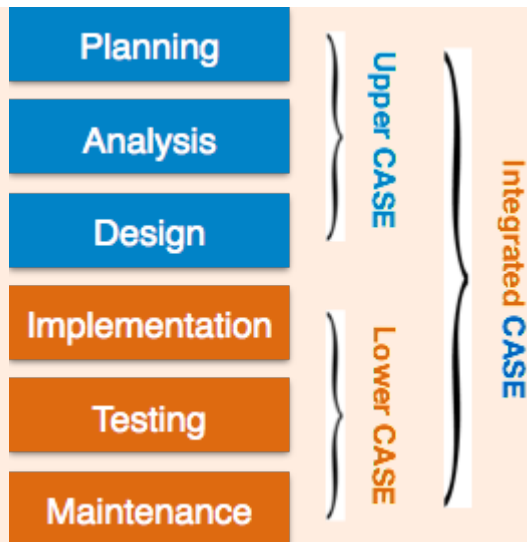 Planning
Analysis
Design
Implementation
Testing
Maintenance
Upper CASE
Lower CASE
Integrated CASE